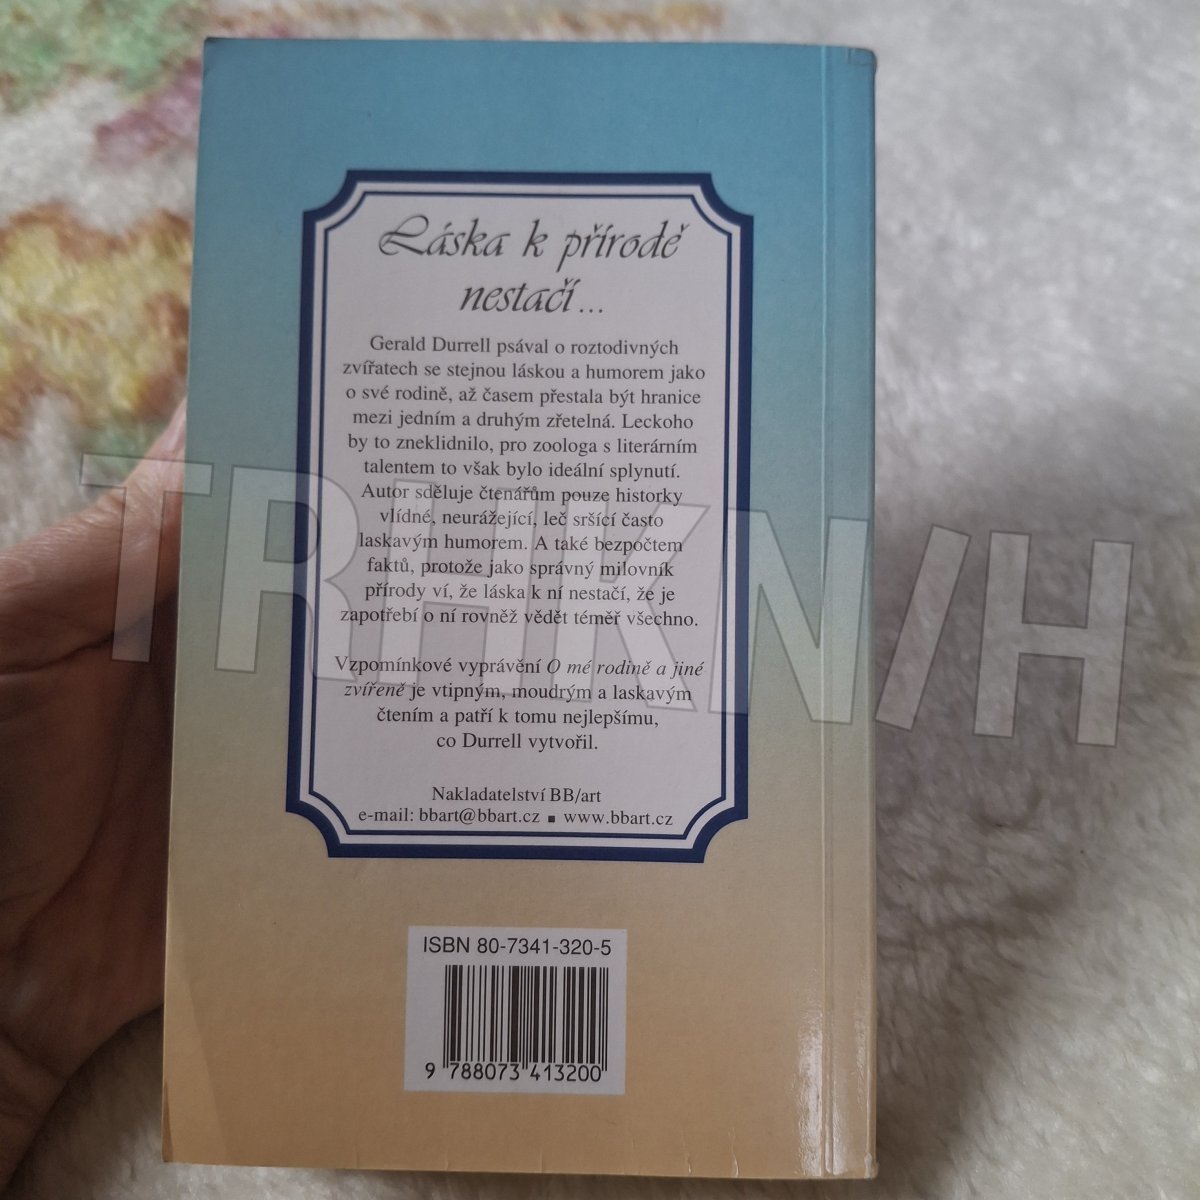 Láska k přírodě
nestačí...
Gerald Durrell psával o roztodivných
zvířatech se stejnou láskou a humorem jako
o své rodině, až časem přestala být hranice
mezi jedním a druhým zřetelná. Leckoho
by to zneklidnilo, pro zoologa s literárním
talentem to však bylo ideální splynutí.
Autor sděluje čtenářům pouze historky
vlídné, neurážející, leč sršící často
laskavým humorem. A také bezpočtem
faktů, protože jako správný milovník
přírody ví, že láska k ní nestačí, že je
zapotřebí o ní rovněž vědět téměř všechno.
Vzpomínkové vyprávění O mé rodině a jiné
zvířeně je vtipným, moudrým a laskavým
čtením a patří k tomu nejlepšímu,
co Durrell vytvořil.
Nakladatelství BB/art
e-mail: bbart@bbart.cz ■ www.bbart.cz
ISBN 80-7341-320-5
9 788073 413200
TRHKN/H